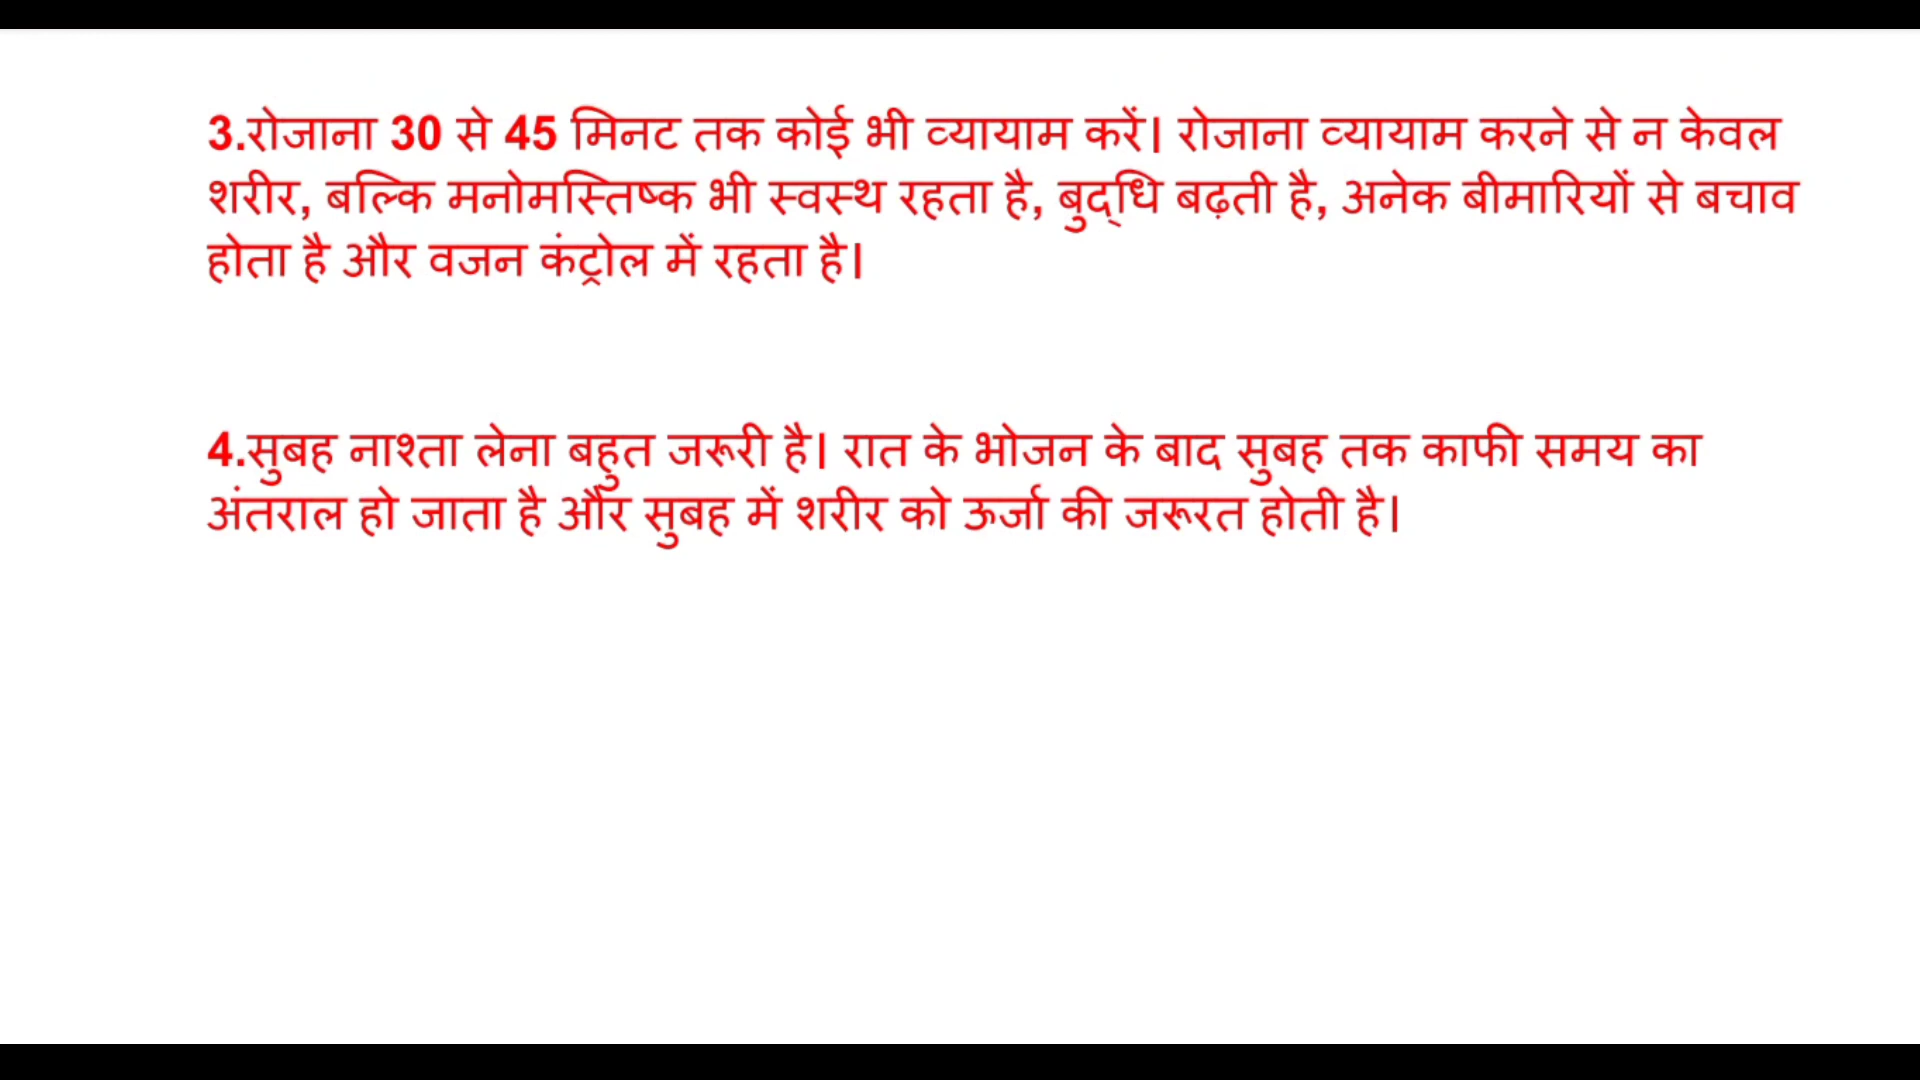 3.रोजाना 30 से 45 मिनट तक कोई भी व्यायाम करें। रोजाना व्यायाम करने से न केवल
शरीर, बल्कि मनोमस्तिष्क भी स्वस्थ रहता है, बुद्‌धि बढ़ती है, अनेक बीमारियों से बचाव
होता है और वजन कंट्रोल में रहता है।
4.सुबह नाश्ता लेना बहुत जरूरी है। रात के भोजन के बाद सुबह तक काफी समय का
अंतराल हो जाता है और सुबह में शरीर को ऊर्जा की जरूरत होती है।